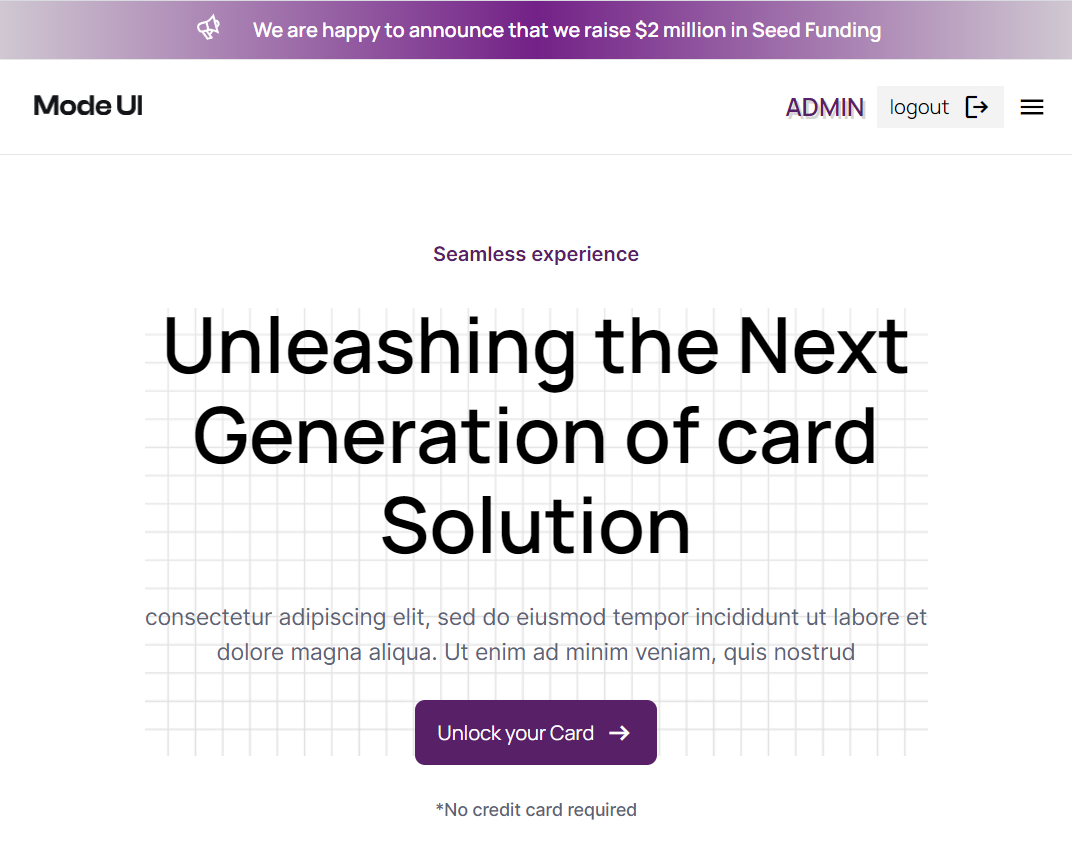 We are happy to announce that we raise $2 million in Seed Funding
Mode UI
ADMIN
logout
Seamless experience
Unleashing the Next
Generation of card
Solution
consectetur adipiscing elit, sed do eiusmod tempor incididunt ut labore et
dolore magna aliqua. Ut enim ad minim veniam, quis nostrud
Unlock your Card
*No credit card required